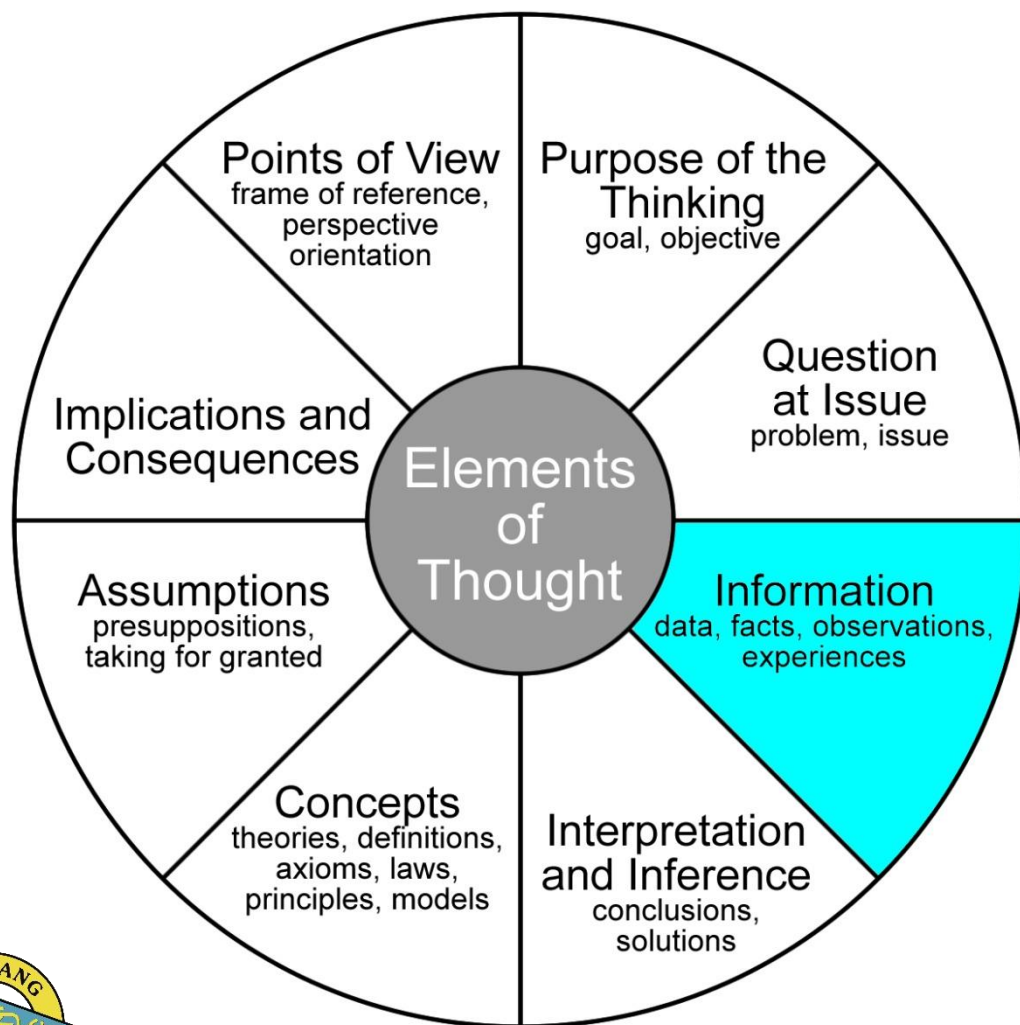 Points of View
frame of reference,
perspective
orientation
Purpose of the
Thinking
goal, objective
Question
at Issue
problem, issue
Information
data, facts, observations,
experiences
Interpretation
and Inference
conclusions,
solutions
Concepts
theories, definitions,
axioms, laws,
principles, models
Assumptions
presuppositions,
taking for granted
Implications and
Consequences
Elements
of
Thought
ANG